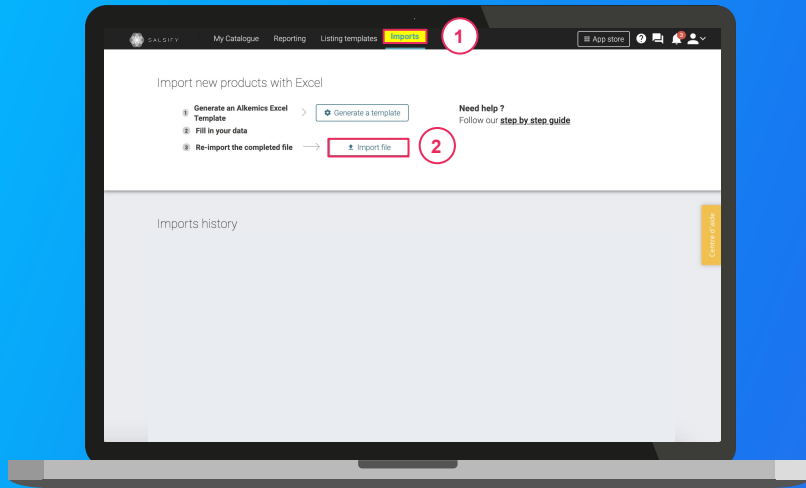 SALSIFY My Catalogue Reporting Listing templates Imports 1 App store ? 3
Import new products with Excel
1 Generate an Alkemics Excel Template > Generate a template
2 Fill in your data
3 Re-import the completed file Import file 2
Need help ?
Follow our step by step guide
Imports history
Centre d'aide